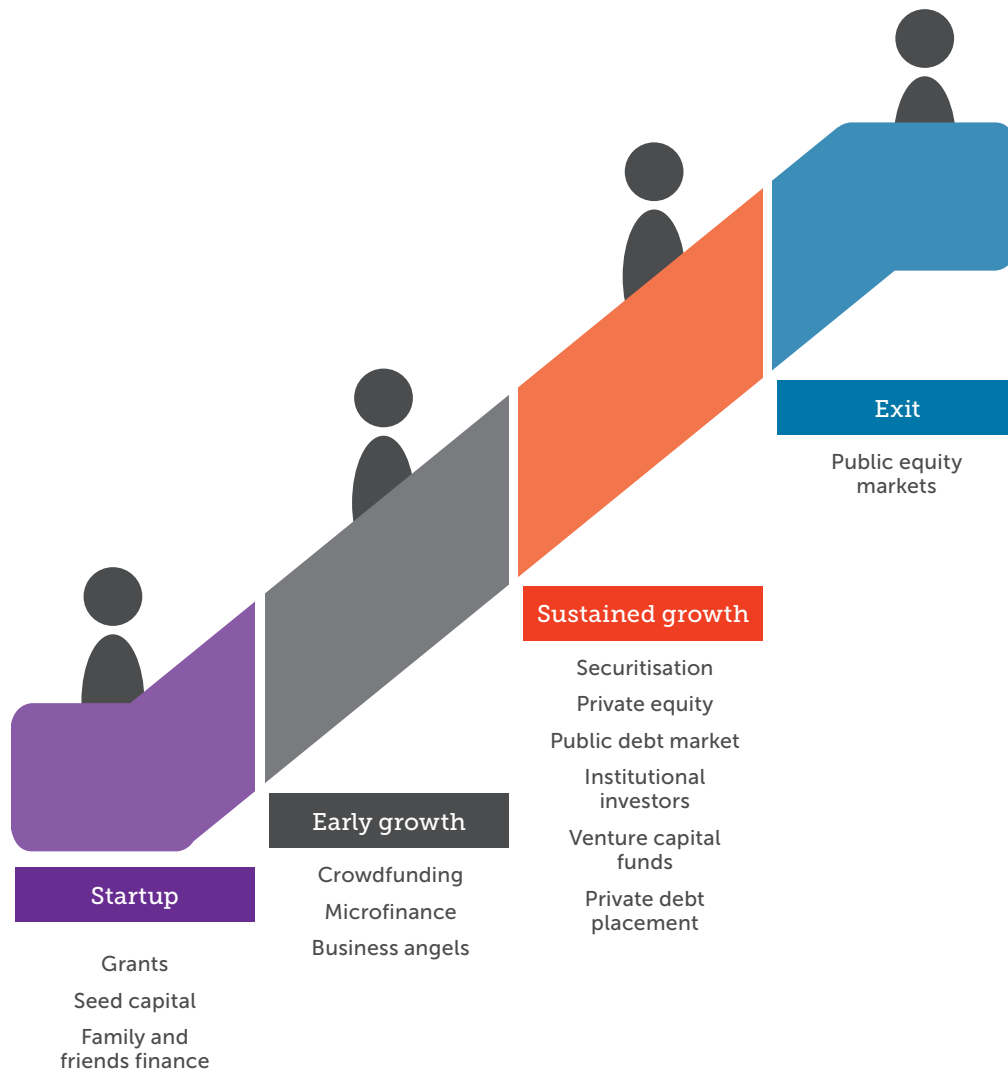 Exit
Public equity
markets
Sustained growth
Securitisation
Private equity
Public debt market
Institutional
investors
Venture capital
funds
Private debt
placement
Early growth
Crowdfunding
Microfinance
Business angels
Startup
Grants
Seed capital
Family and
friends finance